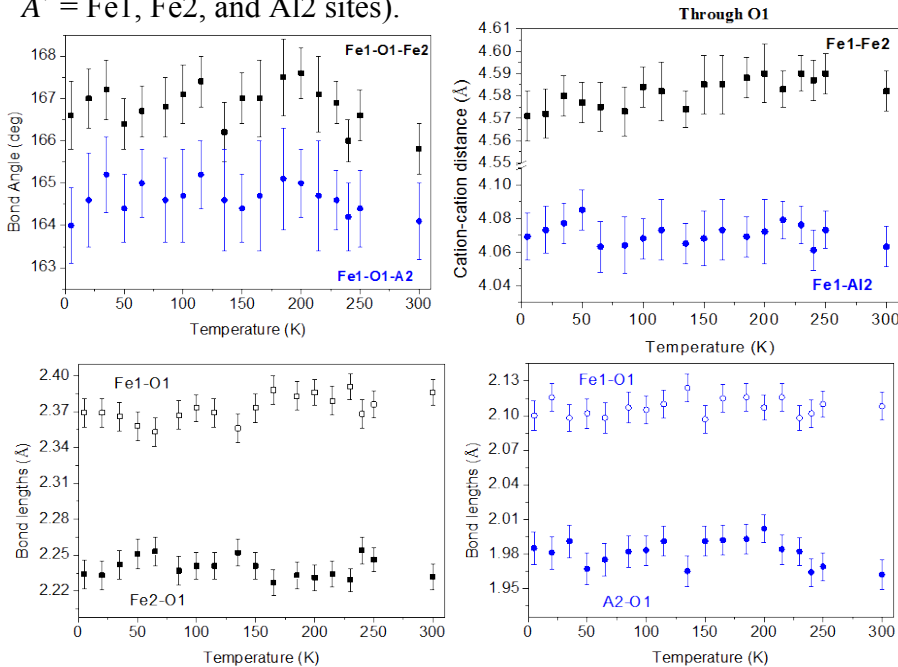 A' = Fe1, Fe2, and Al2 sites).
Through O1
Fe1-O1-Fe2
168
167
166
165
164
163
Bond Angle (deg)
Fe1-O1-A2
0 50 100 150 200 250 300
Temperature (K)
Fe1-Fe2
4.61
4.60
4.59
4.58
4.57
4.56
4.55
4.10
4.08
4.06
4.04
Cation-cation distance (Å)
Fe1-Al2
0 50 100 150 200 250 300
Temperature (K)
2.40
2.37
2.34
2.31
2.28
2.25
2.22
Bond lengths (Å)
Fe1-O1
Fe2-O1
0 50 100 150 200 250 300
Temperature (K)
2.13
2.10
2.01
1.98
1.95
Bond lengths (Å)
Fe1-O1
A2-O1
0 50 100 150 200 250 300
Temperature (K)